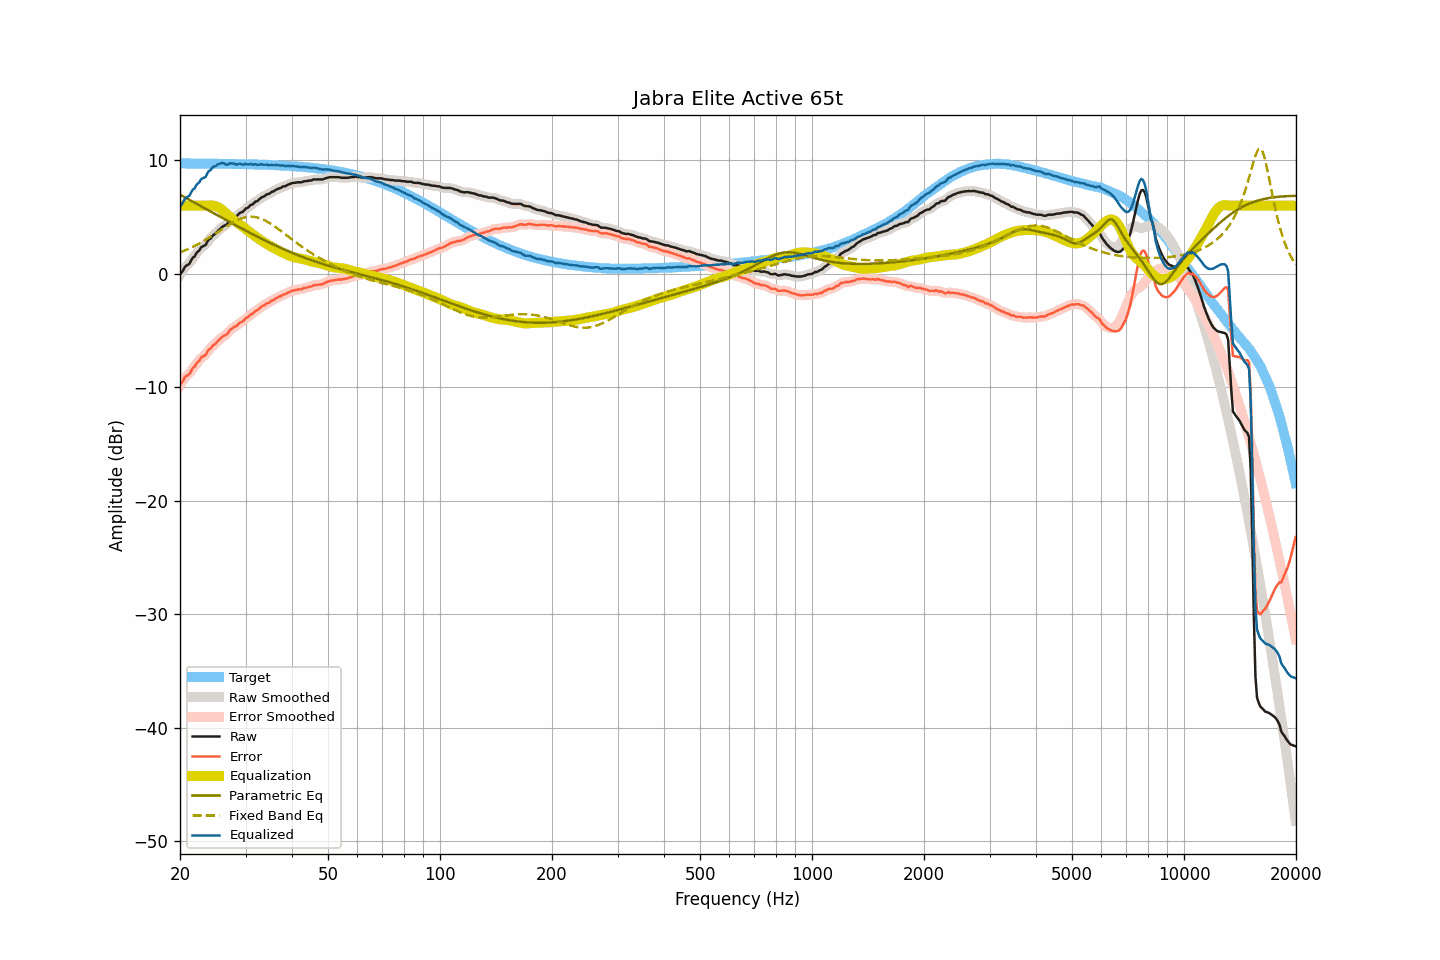 Jabra Elite Active 65t
Amplitude (dBr)
10
0
−10
−20
−30
−40
−50
Target
Raw Smoothed
Error Smoothed
Raw
Error
Equalization
Parametric Eq
Fixed Band Eq
Equalized
20 50 100 200 500 1000 2000 5000 10000 20000
Frequency (Hz)